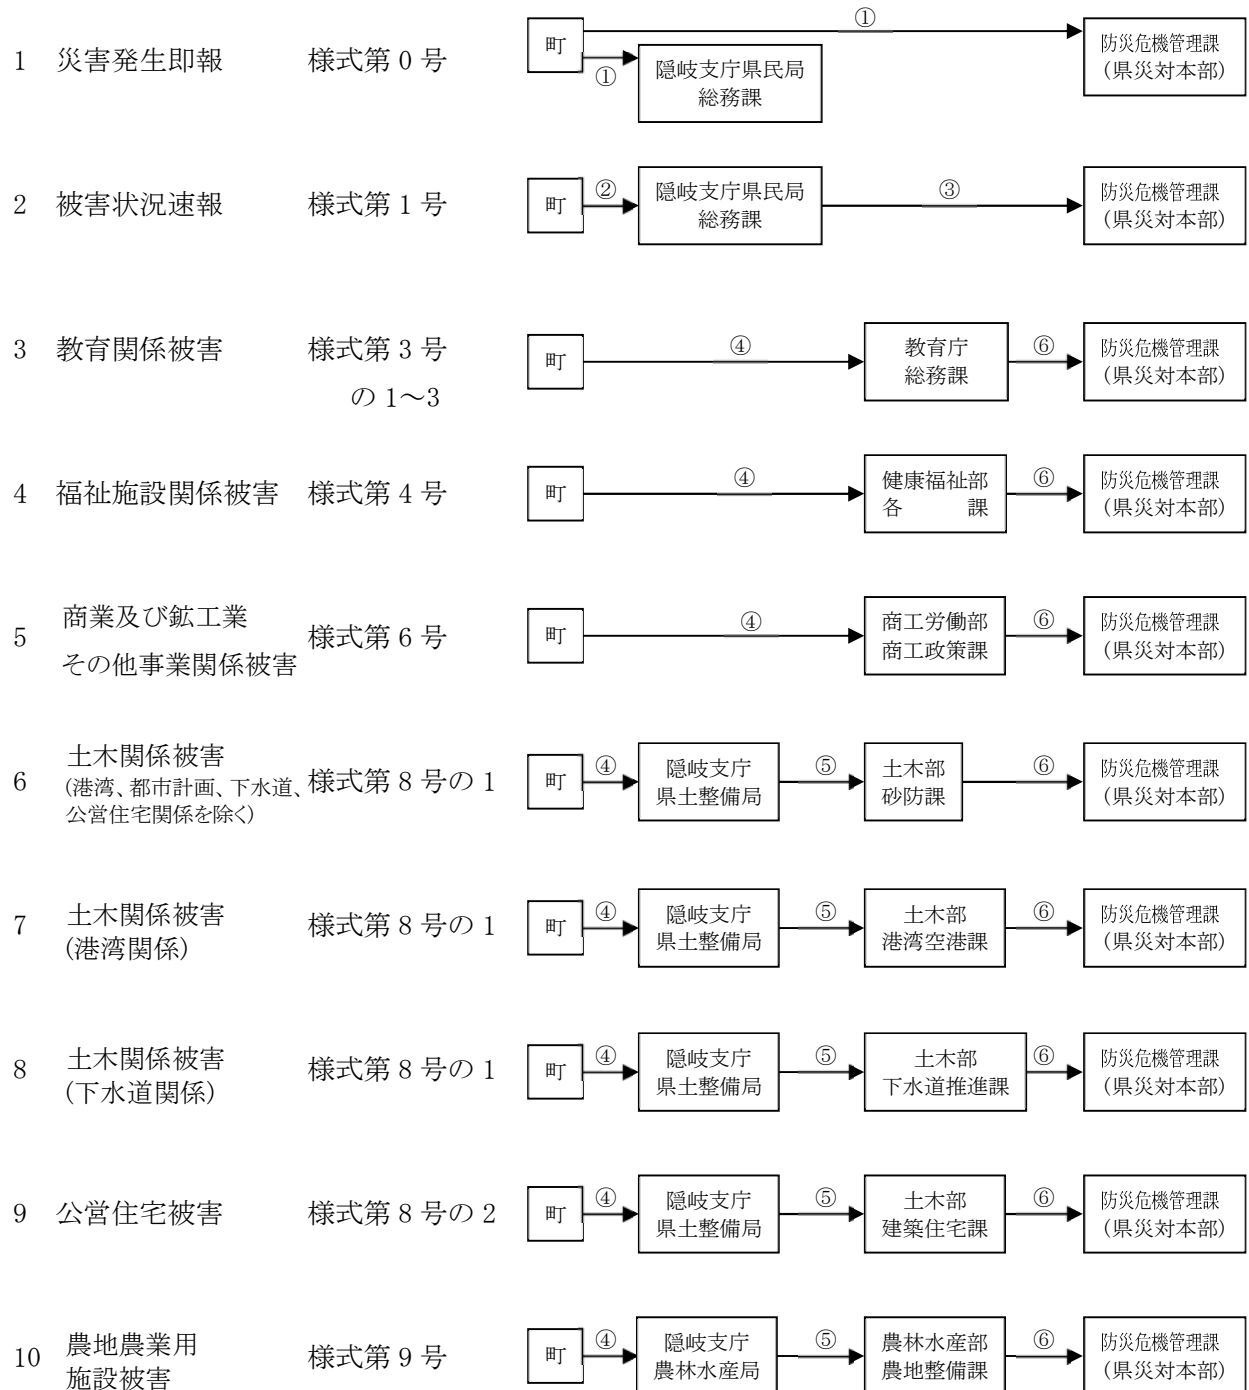 ①
1 災害発生即報 様式第 0 号 町 防災危機管理課
(県災対本部)
① 隠岐支庁県民局
総務課
2 被害状況速報 様式第 1 号 町 ② 隠岐支庁県民局 ③ 防災危機管理課
総務課 (県災対本部)
3 教育関係被害 様式第 3 号 町 ④ 教育庁 ⑥ 防災危機管理課
総務課 (県災対本部)
の 1~3
4 福祉施設関係被害 様式第 4 号 町 ④ 健康福祉部 ⑥ 防災危機管理課
各 課 (県災対本部)
5 商業及び鉱工業 様式第 6 号 町 ④ 商工労働部 ⑥ 防災危機管理課
その他事業関係被害 商工政策課 (県災対本部)
6 土木関係被害 様式第 8 号の 1 町 ④ 隠岐支庁 ⑤ 土木部 ⑥ 防災危機管理課
(港湾、都市計画、下水道、 県土整備局 砂防課 (県災対本部)
公営住宅関係を除く)
7 土木関係被害 様式第 8 号の 1 町 ④ 隠岐支庁 ⑤ 土木部 ⑥ 防災危機管理課
(港湾関係) 県土整備局 港湾空港課 (県災対本部)
8 土木関係被害 様式第 8 号の 1 町 ④ 隠岐支庁 ⑤ 土木部 ⑥ 防災危機管理課
(下水道関係) 県土整備局 下水道推進課 (県災対本部)
9 公営住宅被害 様式第 8 号の 2 町 ④ 隠岐支庁 ⑤ 土木部 ⑥ 防災危機管理課
県土整備局 建築住宅課 (県災対本部)
10 農地農業用 様式第 9 号 町 ④ 隠岐支庁 ⑤ 農林水産部 ⑥ 防災危機管理課
施設被害 農林水産局 農地整備課 (県災対本部)